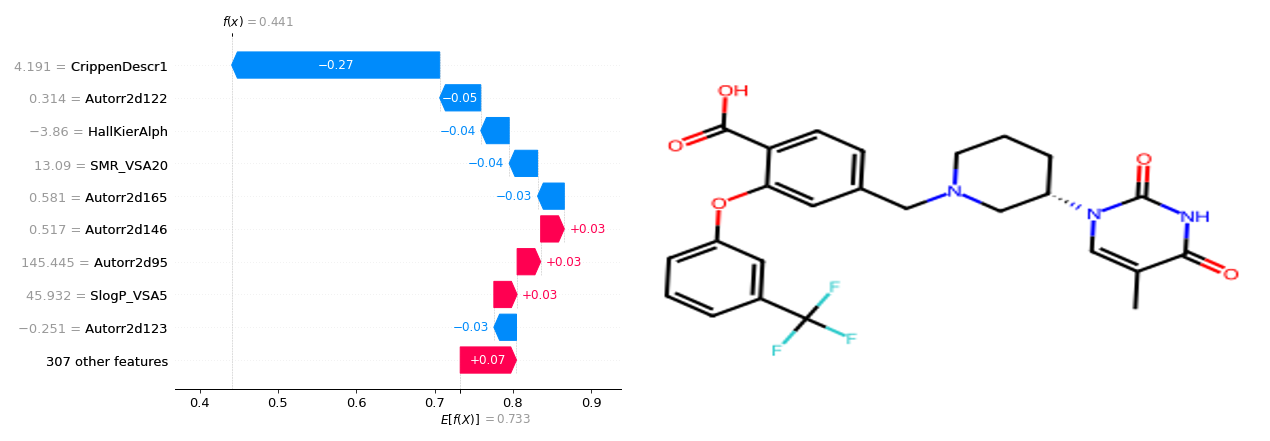 f(x) = 0.441
4.191 = CrippenDescr1
−0.27
0.314 = Autorr2d122
−0.05
−3.86 = HallKierAlph
−0.04
13.09 = SMR_VSA20
−0.04
0.581 = Autorr2d165
−0.03
0.517 = Autorr2d146
+0.03
145.445 = Autorr2d95
+0.03
45.932 = SlogP_VSA5
+0.03
−0.251 = Autorr2d123
−0.03
307 other features
+0.07
0.4 0.5 0.6 0.7 0.8 0.9
E[f(X)] = 0.733
OH
O
O
N
N
O
NH
O
F
F
F